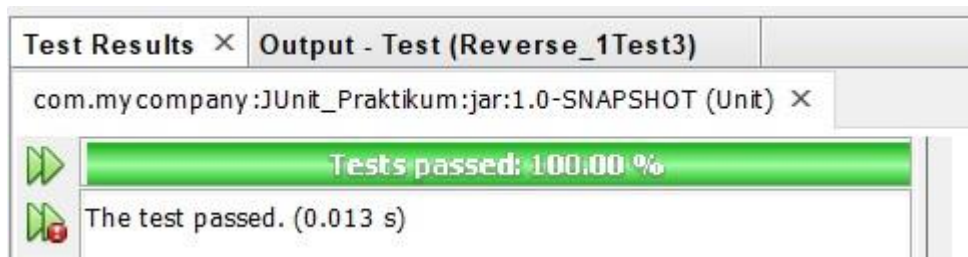 Test Results × Output - Test (Reverse_1Test3)
com.mycompany:JUnit_Praktikum:jar:1.0-SNAPSHOT (Unit) ×
Tests passed: 100.00 %
The test passed. (0.013 s)